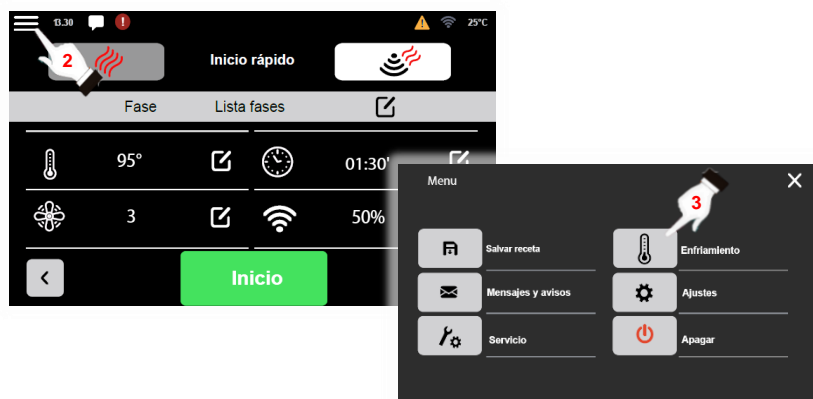 13.30
25°C
2
Inicio rápido
Fase Lista fases
95° 01:30'
3 50%
Inicio
Menu
3
Salvar receta Enfriamiento
Mensajes y avisos Ajustes
Servicio Apagar